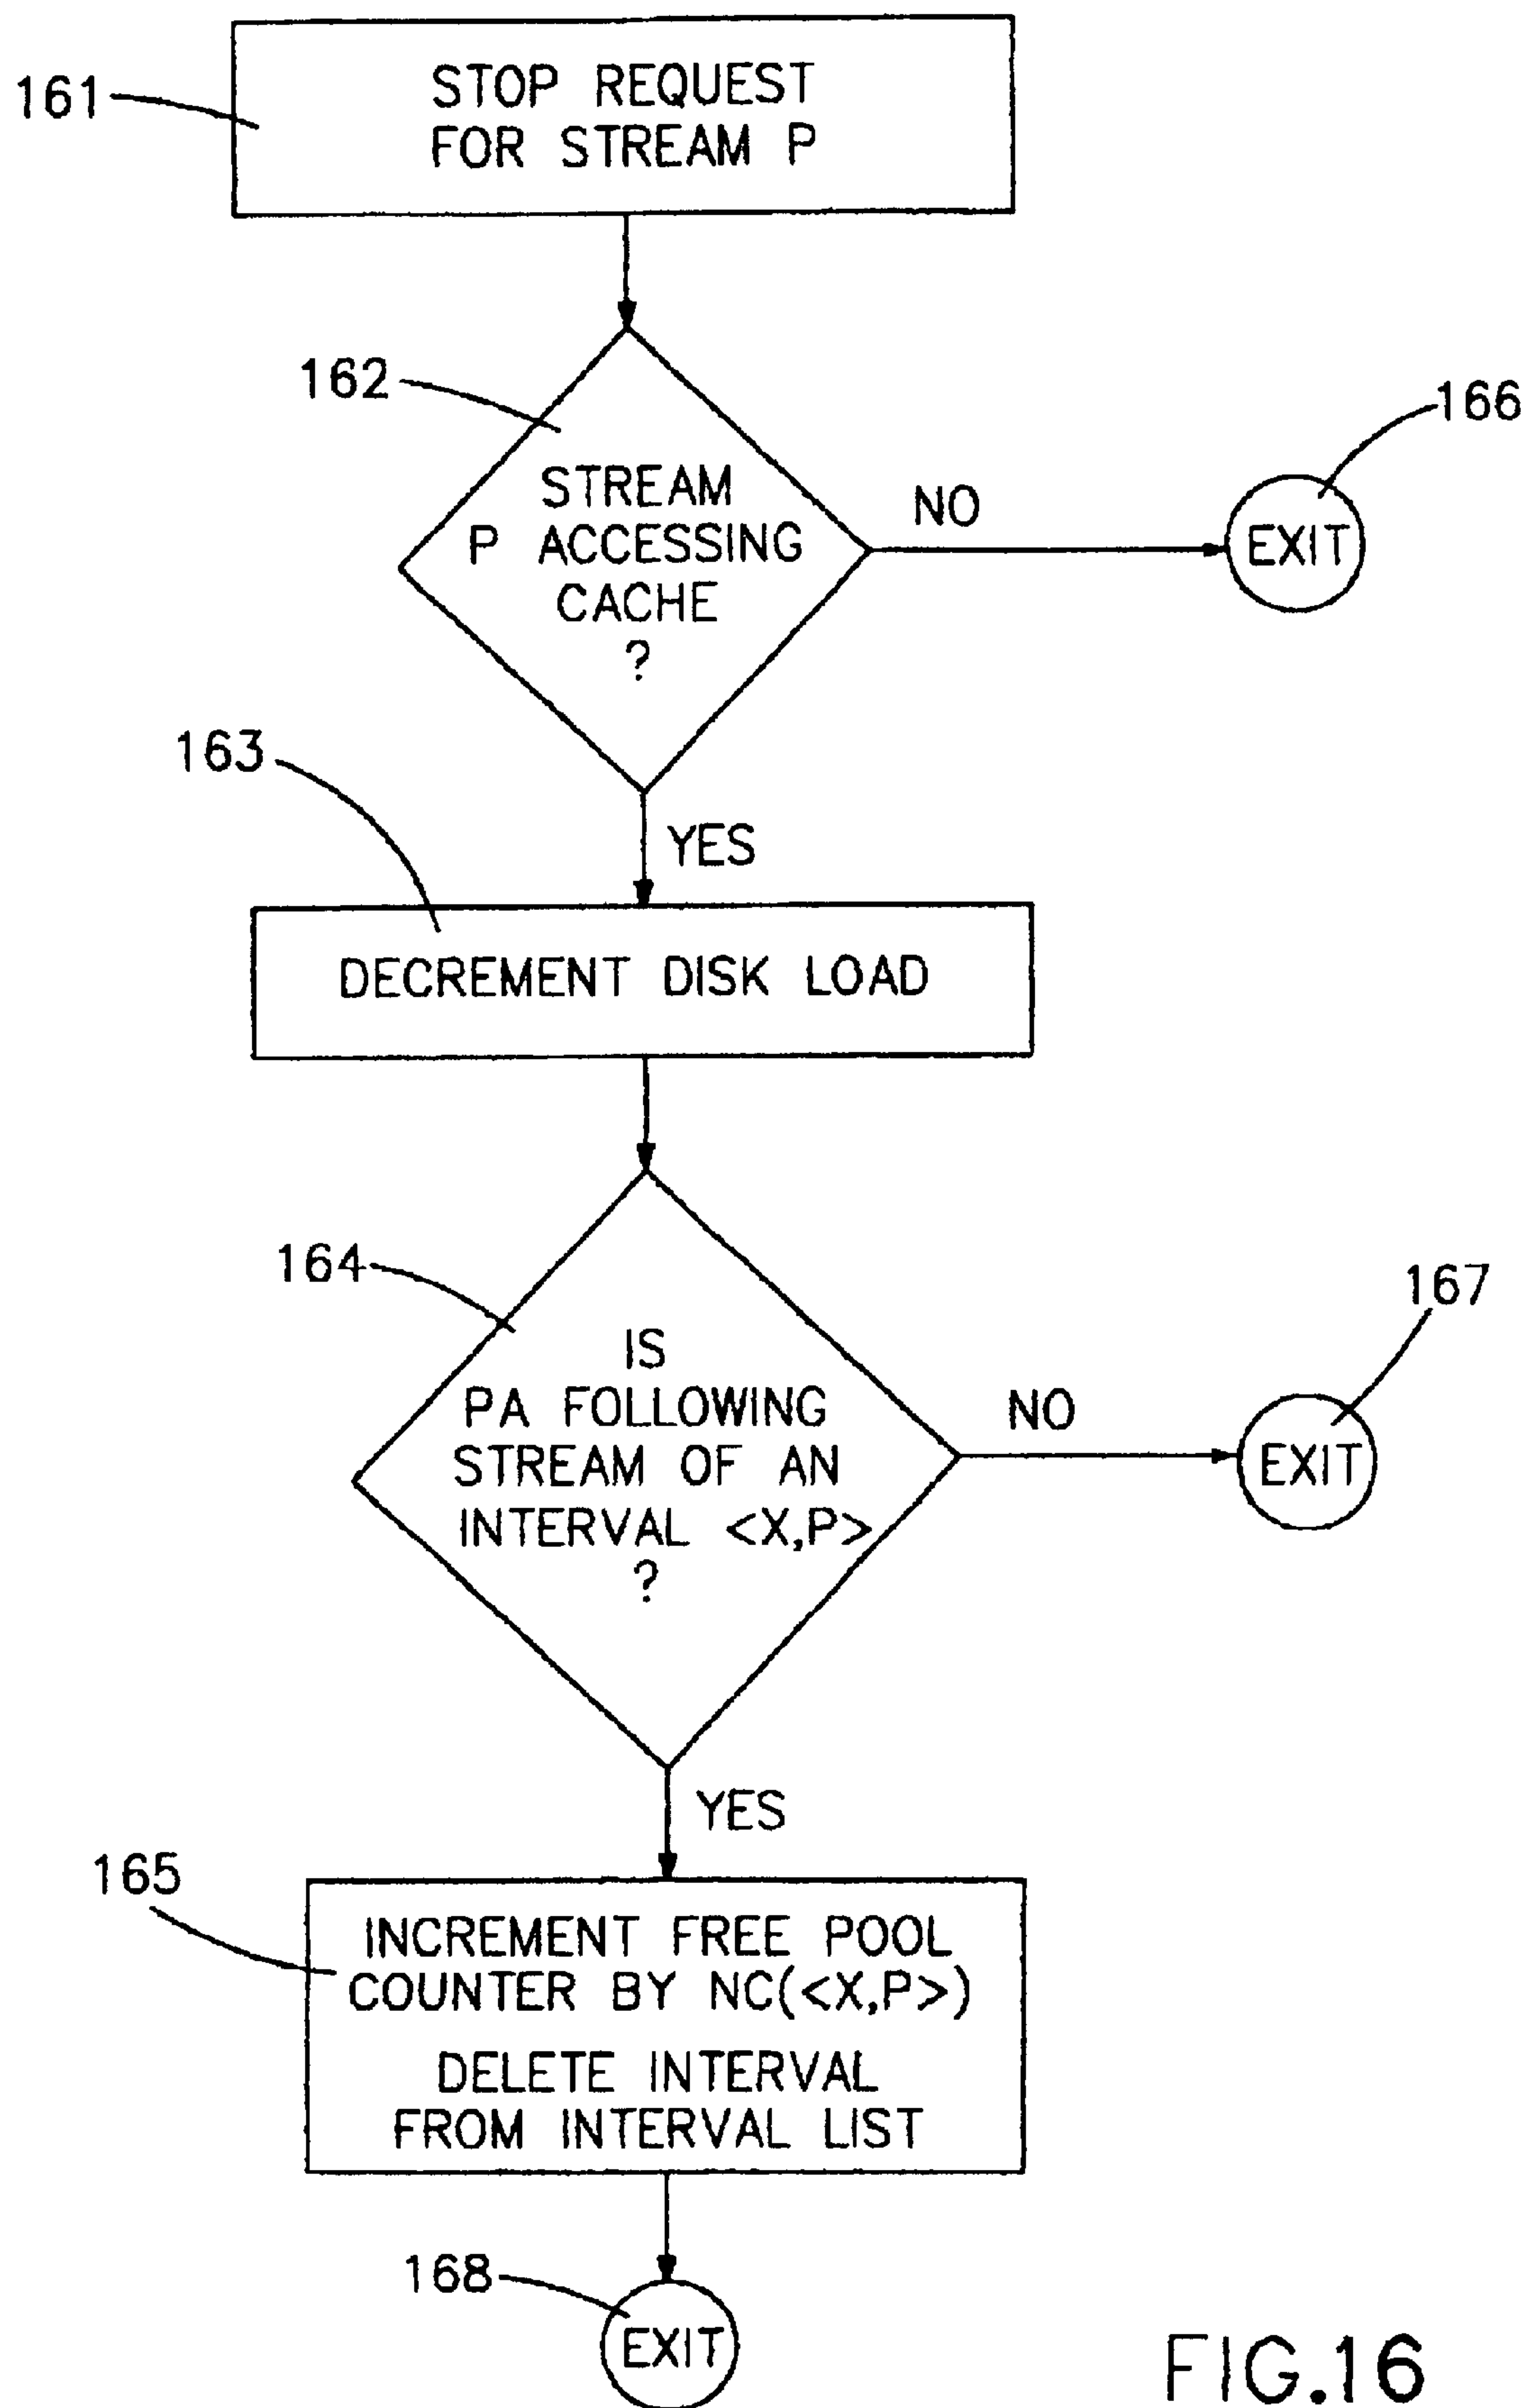 161
STOP REQUEST
FOR STREAM P
162
166
STREAM
P ACCESSING
CACHE
?
NO
EXIT
163
YES
DECREMENT DISK LOAD
164
167
IS
PA FOLLOWING
STREAM OF AN
INTERVAL <X,P>
?
NO
EXIT
YES
165
INCREMENT FREE POOL
COUNTER BY NC(<X,P>)
DELETE INTERVAL
FROM INTERVAL LIST
168
EXIT
FIG.16